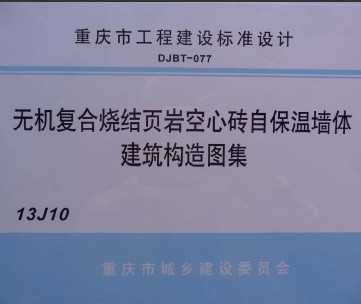 重庆市工程建设标准设计
DJBT-077
无机复合烧结页岩空心砖自保温墙体
建筑构造图集
13J10
重庆市城乡建设委员会